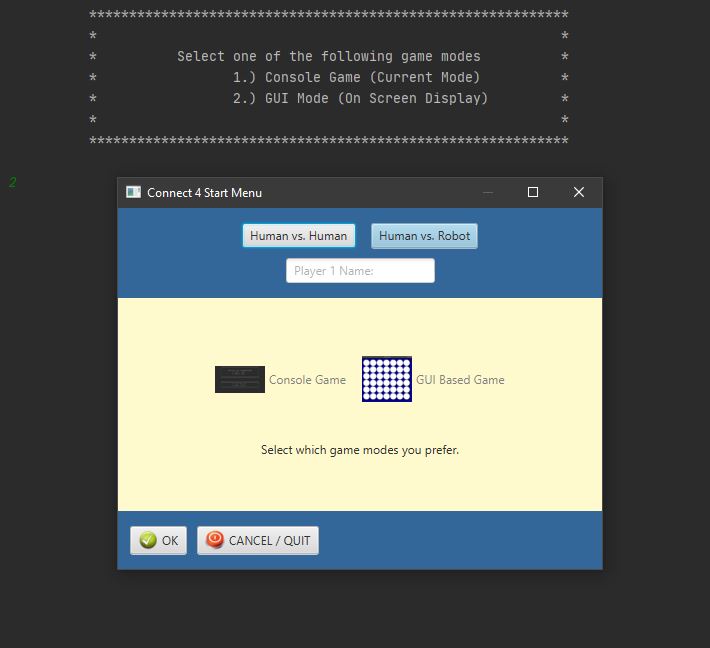 ************************************************************
* *
* Select one of the following game modes *
* 1.) Console Game (Current Mode) *
* 2.) GUI Mode (On Screen Display) *
* *
************************************************************
2
Connect 4 Start Menu
Human vs. Human Human vs. Robot
Player 1 Name:
Console Game GUI Based Game
Select which game modes you prefer.
OK CANCEL / QUIT